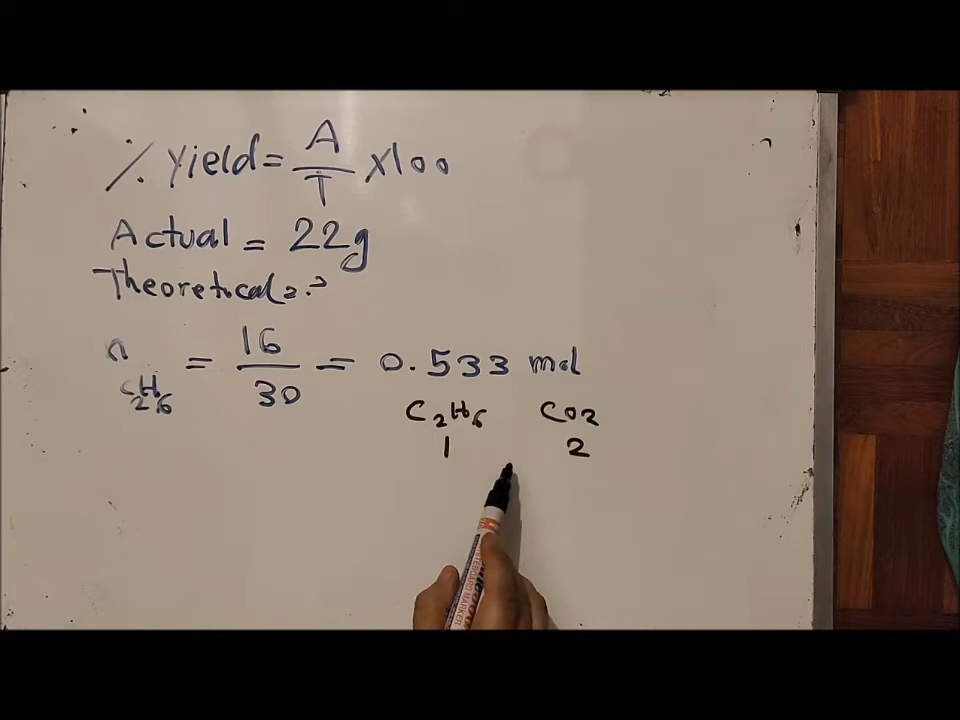 % Yield = A/T x100
Actual = 22g
Theoretical = ?
n C2H6 = 16/30 = 0.533 mol
C2H6 CO2
1 2